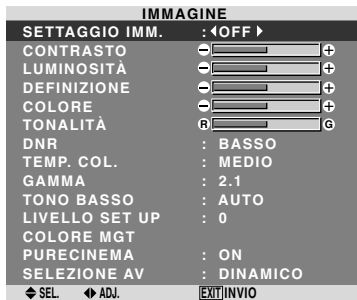 IMMAGINE
SETTAGGIO IMM. : OFF
CONTRASTO
LUMINOSITÀ
DEFINIZIONE
COLORE
TONALITÀ R G
DNR : BASSO
TEMP. COL. : MEDIO
GAMMA : 2.1
TONO BASSO : AUTO
LIVELLO SET UP : 0
COLORE MGT
PURECINEMA : ON
SELEZIONE AV : DINAMICO
SEL. ADJ. EXIT INVIO